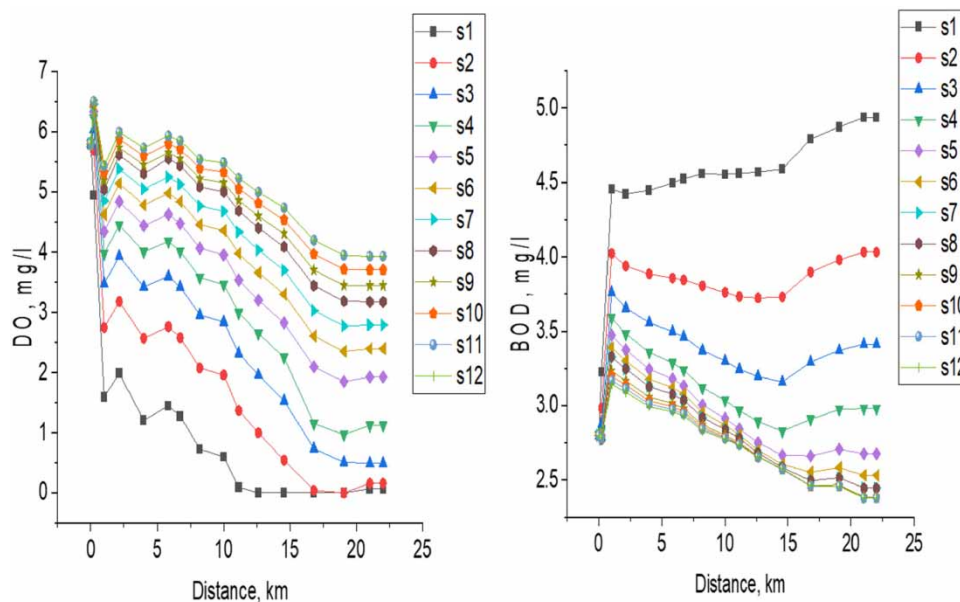 s1
s2
s3
s4
s5
s6
s7
s8
s9
s10
s11
s12
7
6
5
4
3
2
1
0
DO, mg/l
0 5 10 15 20 25
Distance, km
s1
s2
s3
s4
s5
s6
s7
s8
s9
s10
s11
s12
5.0
4.5
4.0
3.5
3.0
2.5
BOD, mg/l
0 5 10 15 20 25
Distance, km